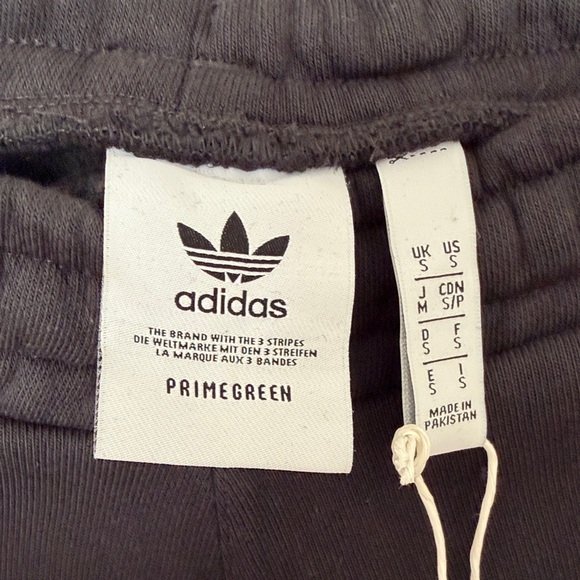 adidas
THE BRAND WITH THE 3 STRIPES
DIE WELTMARKE MIT DEN 3 STREIFEN
LA MARQUE AUX 3 BANDES
PRIMEGREEN
UK US
S S
J CDN
M S/P
D F
S S
E I
S S
MADE IN
PAKISTAN